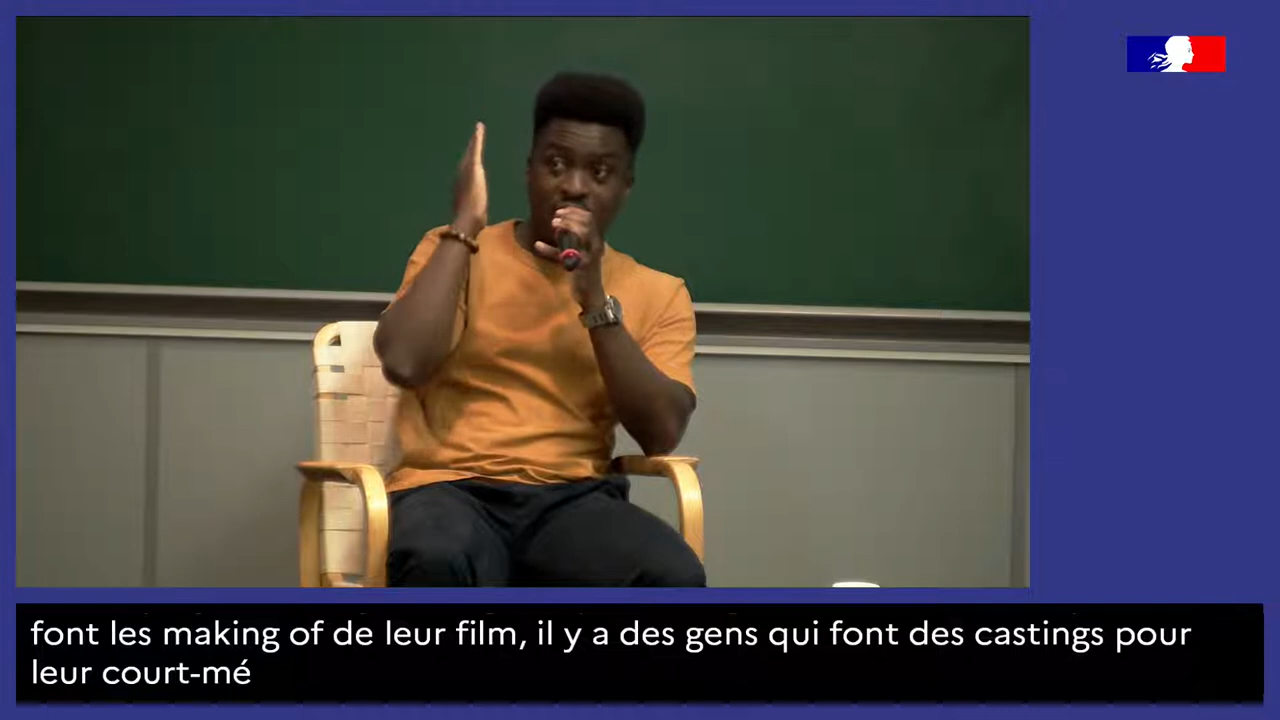 font les making of de leur film, il y a des gens qui font des castings pour
leur court-mé